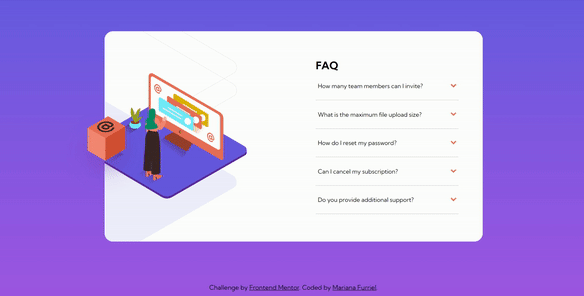 FAQ
How many team members can I invite?
What is the maximum file upload size?
How do I reset my password?
Can I cancel my subscription?
Do you provide additional support?
Challenge by Frontend Mentor. Coded by Mariana Furriel.